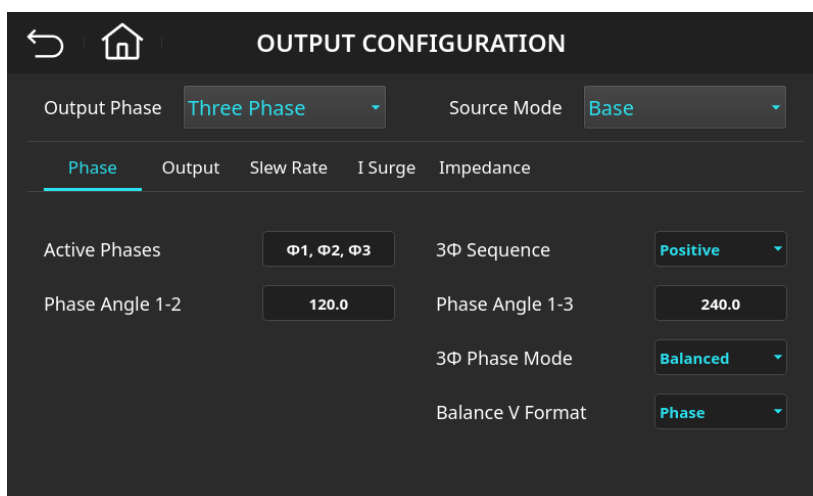 OUTPUT CONFIGURATION
Output Phase Three Phase Source Mode Base
Phase Output Slew Rate I Surge Impedance
Active Phases Φ1, Φ2, Φ3 3Φ Sequence Positive
Phase Angle 1-2 120.0 Phase Angle 1-3 240.0
3Φ Phase Mode Balanced
Balance V Format Phase